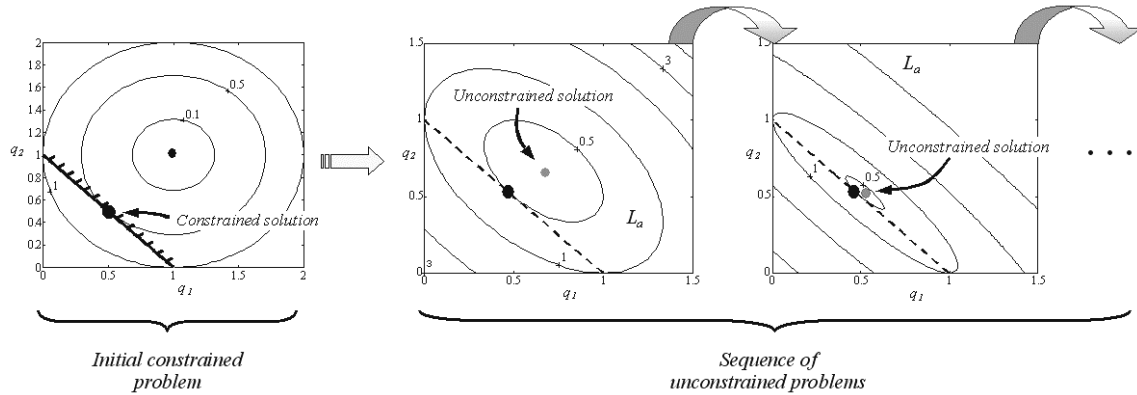 2
1.8
1.6
1.4
1.2
q2 1
0.8
0.6
0.4
0.2
0
0 0.5 1 1.5 2
q1
0.5
0.1
1
Constrained solution
1.5
1
q2
0.5
0
0 0.5 1 1.5
q1
3
Unconstrained solution
0.5
La
1
3
1.5
1
q2
0.5
0
0 0.5 1 1.5
q1
La
Unconstrained solution
0.5
1
. . .
Initial constrained
problem
Sequence of
unconstrained problems